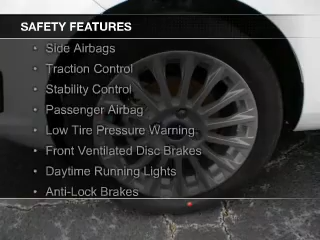 SAFETY FEATURES
• Side Airbags
• Traction Control
• Stability Control
• Passenger Airbag
• Low Tire Pressure Warning
• Front Ventilated Disc Brakes
• Daytime Running Lights
• Anti-Lock Brakes